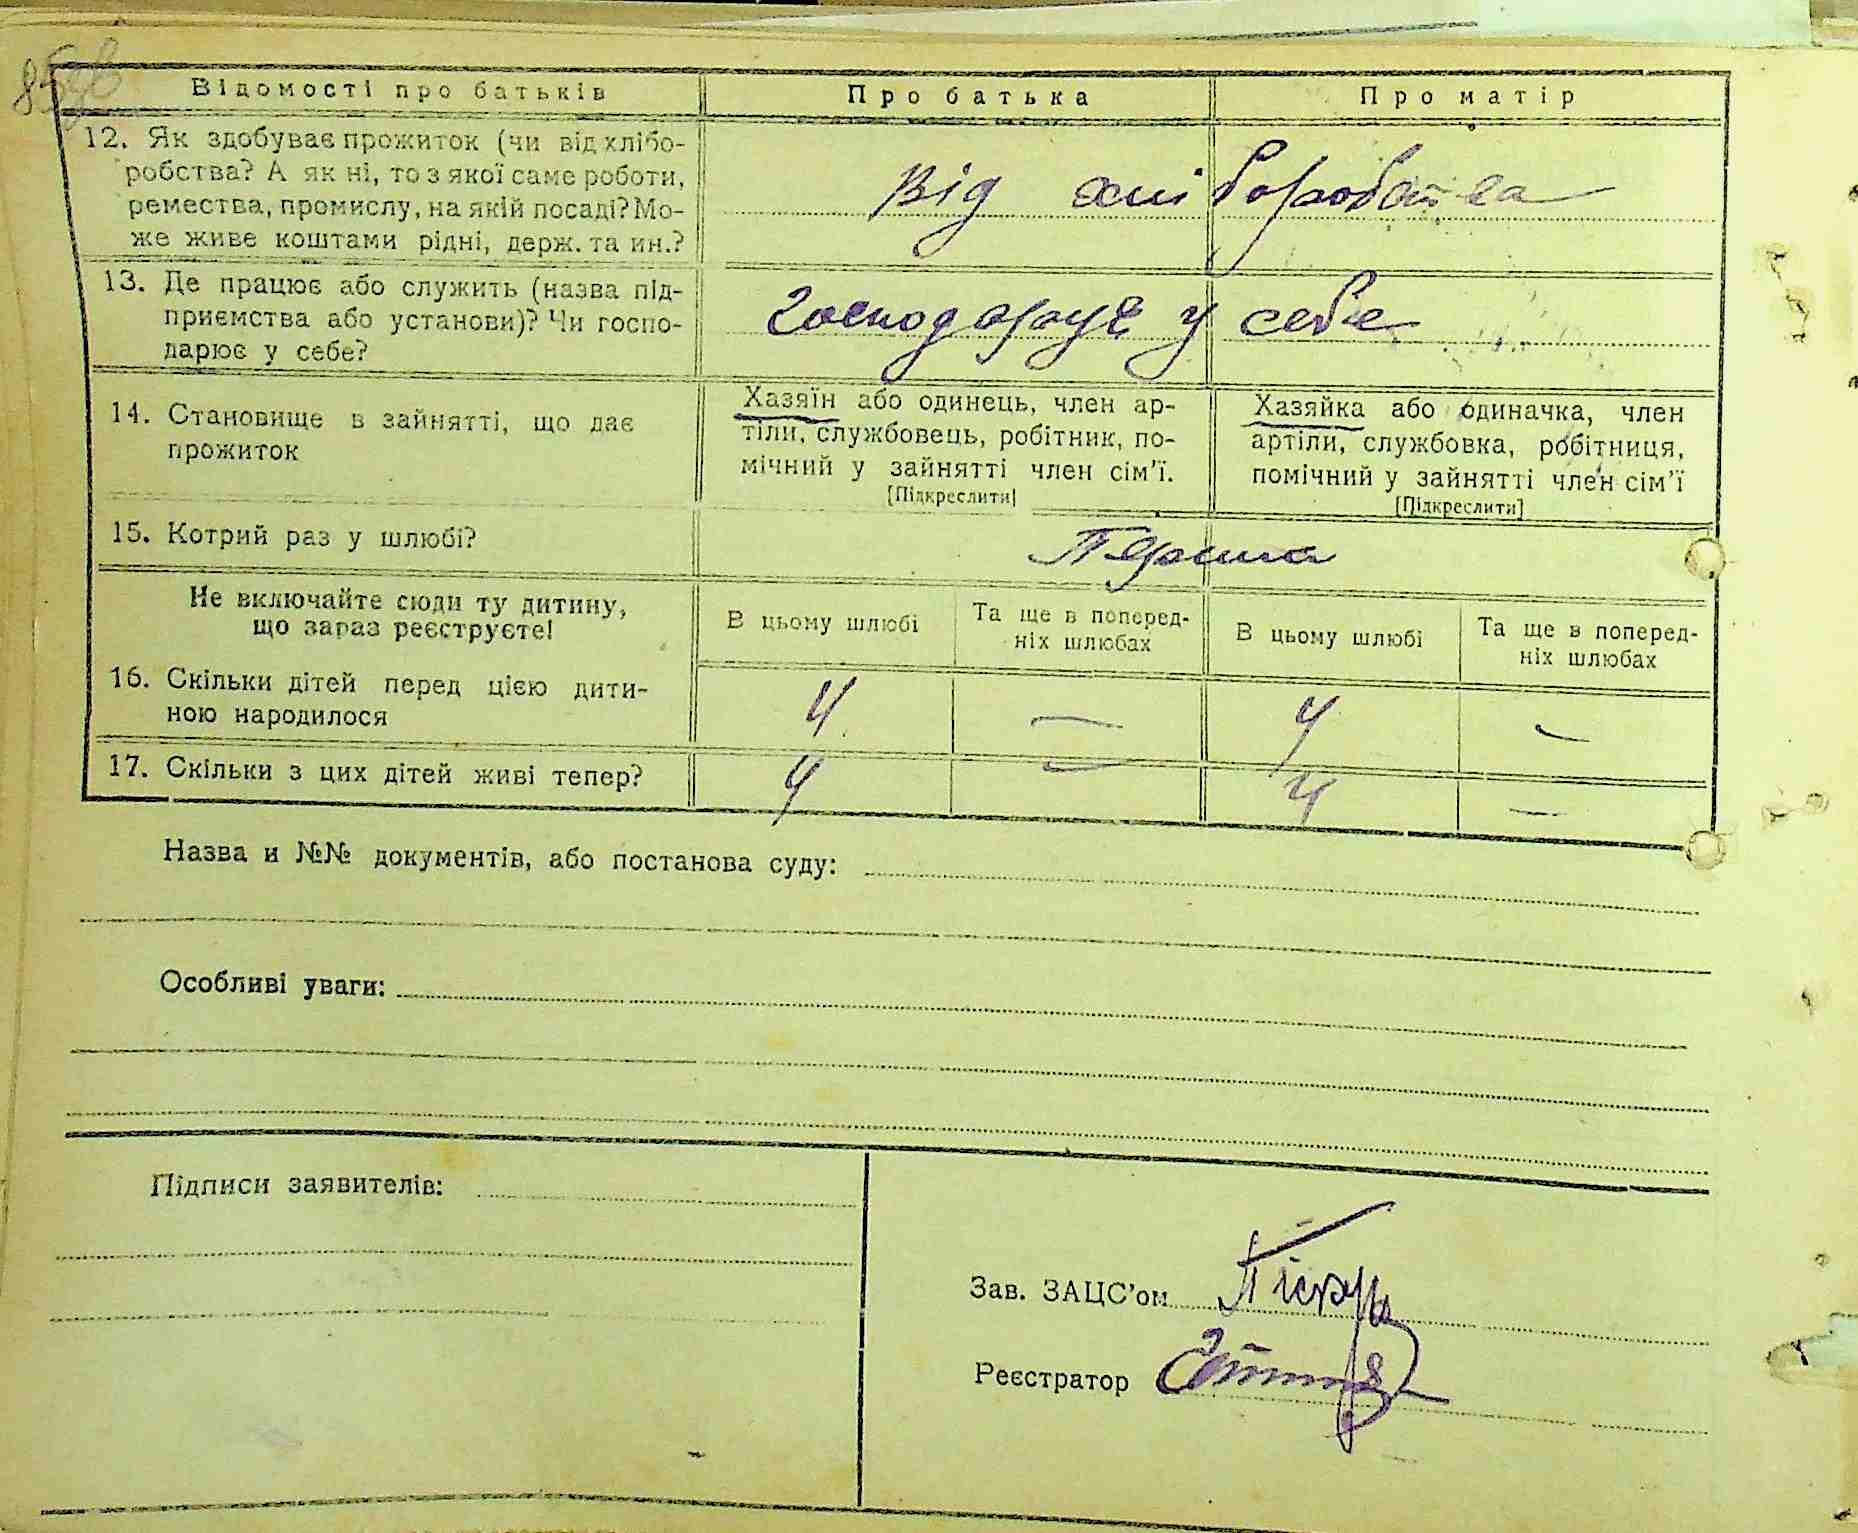 Відомості про батьків Про батька Про матір
12. Як здобуває прожиток (чи від хлібо-
робства? А як ні, то з якої саме роботи,
ремества, промислу, на якій посаді? Мо-
же живе коштами рідні, держ. та ин.?
Від хліборобства
13. Де працює або служить (назва під-
приємства або установи)? Чи госпо-
дарює у себе?
Господарує у себе
14. Становище в зайнятті, що дає
прожиток
Хазяїн або одинець, член ар-
тіли, службовець, робітник, по-
мічний у зайнятті член сім'ї.
[Підкреслити]
Хазяйка або одиначка, член
артіли, службовка, робітниця,
помічний у зайнятті член сім'ї
[Підкреслити]
15. Котрий раз у шлюбі?
Не включайте сюди ту дитину,
що зараз реєструєте!
В цьому шлюбі
Та ще в поперед-
ніх шлюбах
В цьому шлюбі
Та ще в поперед-
ніх шлюбах
16. Скільки дітей перед цією дити-
ною народилося
4 — 4 —
17. Скільки з цих дітей живі тепер?
4 — 4 —
Назва и №№ документів, або постанова суду:
Особливі уваги:
Підписи заявителів:
Зав. ЗАЦС'ом
Реєстратор